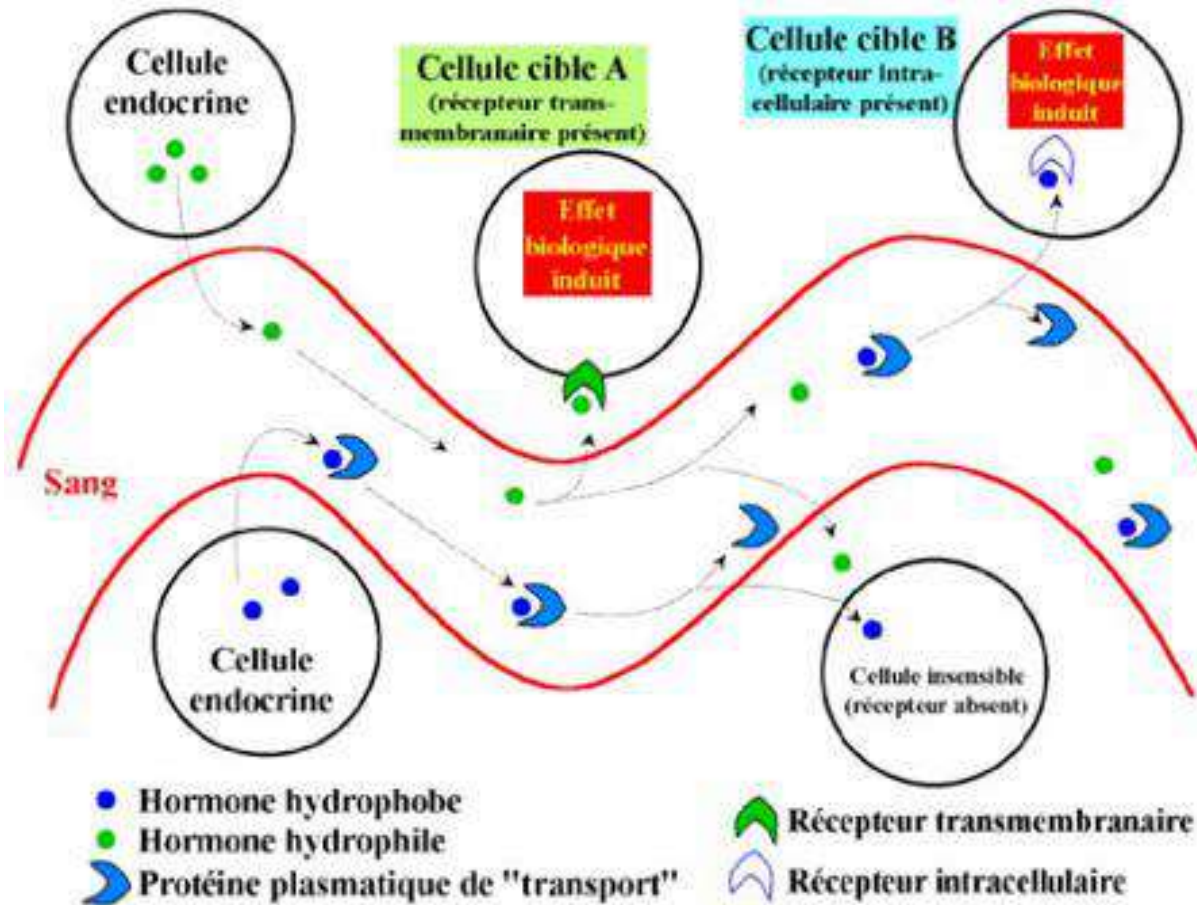 Cellule
endocrine
Cellule cible A
(récepteur trans-
membranaire présent)
Cellule cible B
(récepteur intra-
cellulaire présent)
Effet
biologique
induit
Effet
biologique
induit
Sang
Cellule
endocrine
Cellule insensible
(récepteur absent)
Hormone hydrophobe
Hormone hydrophile
Protéine plasmatique de "transport"
Récepteur transmembranaire
Récepteur intracellulaire